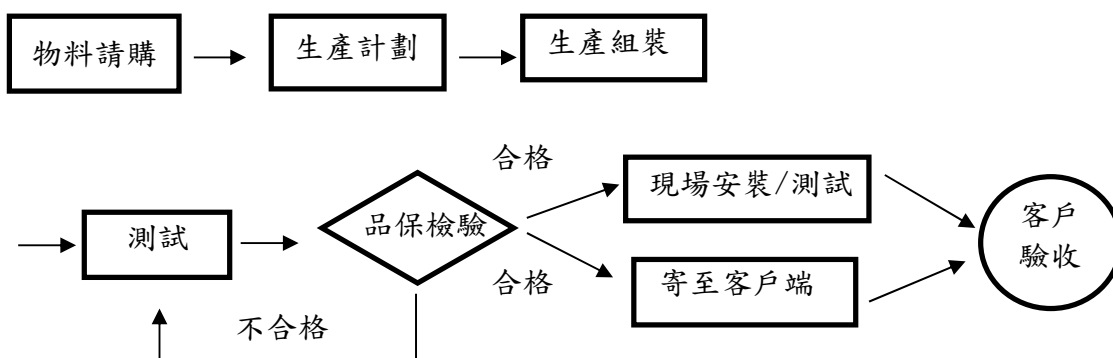 物料請購
生產計劃
生產組裝
合格
現場安裝/測試
測試
品保檢驗
客戶
驗收
合格
寄至客戶端
不合格